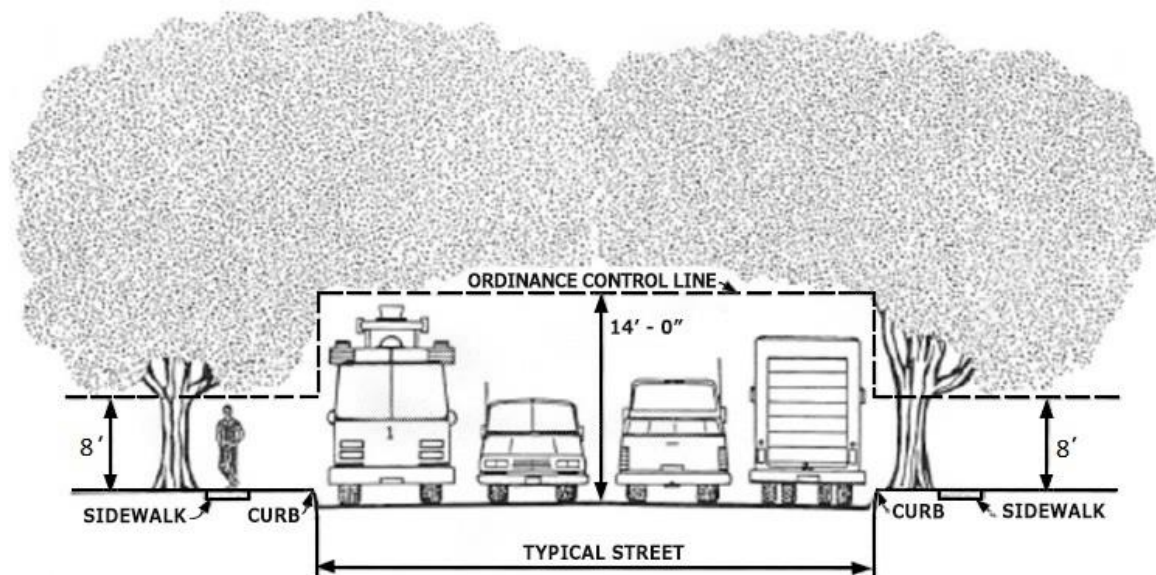 ORDINANCE CONTROL LINE
14' - 0"
8'
1
8'
SIDEWALK
CURB
CURB
SIDEWALK
TYPICAL STREET